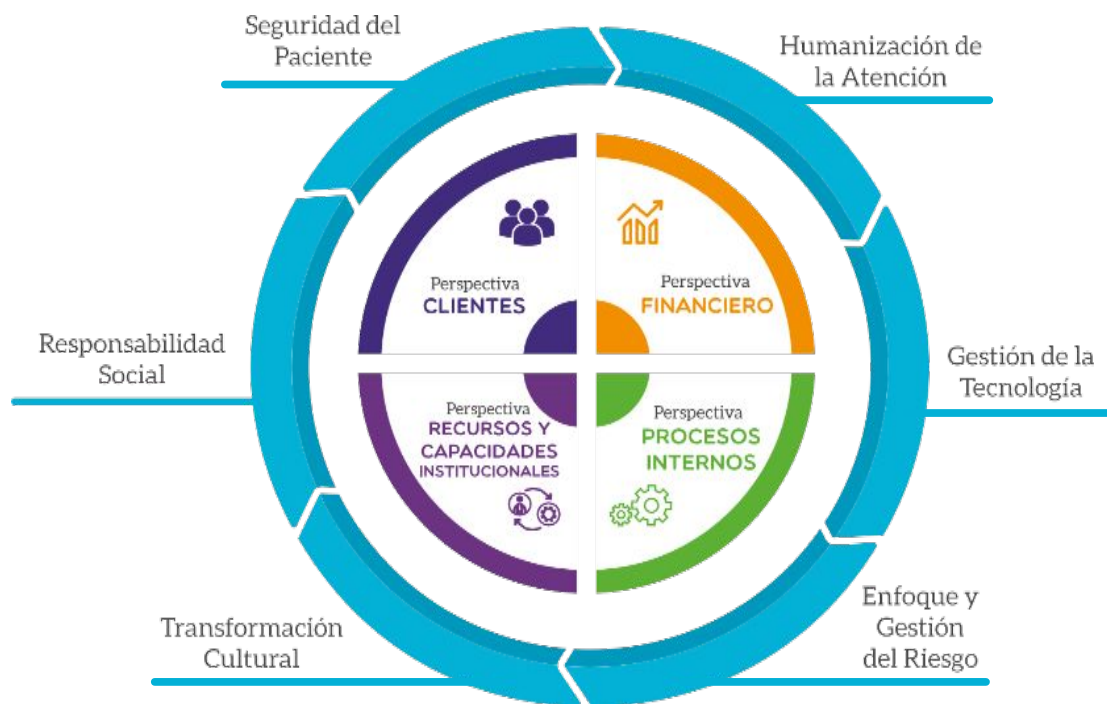 Seguridad del
Paciente
Humanización de
la Atención
Perspectiva
CLIENTES
Perspectiva
FINANCIERO
Responsabilidad
Social
Gestión de la
Tecnología
Perspectiva
RECURSOS Y
CAPACIDADES
INSTITUCIONALES
Perspectiva
PROCESOS
INTERNOS
Transformación
Cultural
Enfoque y
Gestión
del Riesgo